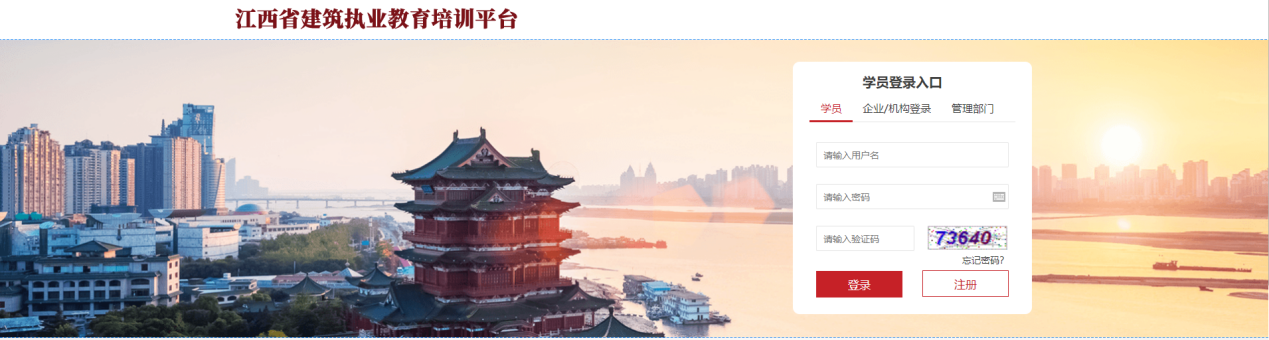 江西省建筑执业教育培训平台
学员登录入口
学员 企业/机构登录 管理部门
请输入用户名
请输入密码
请输入验证码 73640
忘记密码?
登录 注册